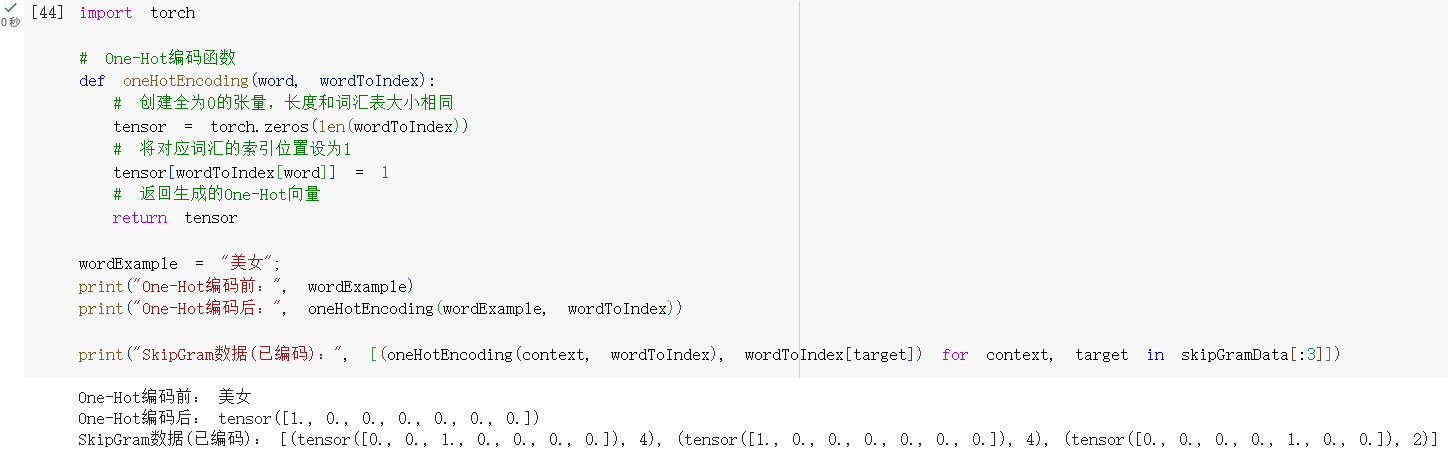 [44] import torch
0秒
# One-Hot编码函数
def oneHotEncoding(word, wordToIndex):
# 创建全为0的张量，长度和词汇表大小相同
tensor = torch.zeros(len(wordToIndex))
# 将对应词汇的索引位置设为1
tensor[wordToIndex[word]] = 1
# 返回生成的One-Hot向量
return tensor
wordExample = "美女";
print("One-Hot编码前：", wordExample)
print("One-Hot编码后：", oneHotEncoding(wordExample, wordToIndex))
print("SkipGram数据(已编码)：", [(oneHotEncoding(context, wordToIndex), wordToIndex[target]) for context, target in skipGramData[:3]])
One-Hot编码前： 美女
One-Hot编码后： tensor([1., 0., 0., 0., 0., 0., 0.])
SkipGram数据(已编码)： [(tensor([0., 0., 1., 0., 0., 0., 0.]), 4), (tensor([1., 0., 0., 0., 0., 0., 0.]), 4), (tensor([0., 0., 0., 0., 1., 0., 0.]), 2)]